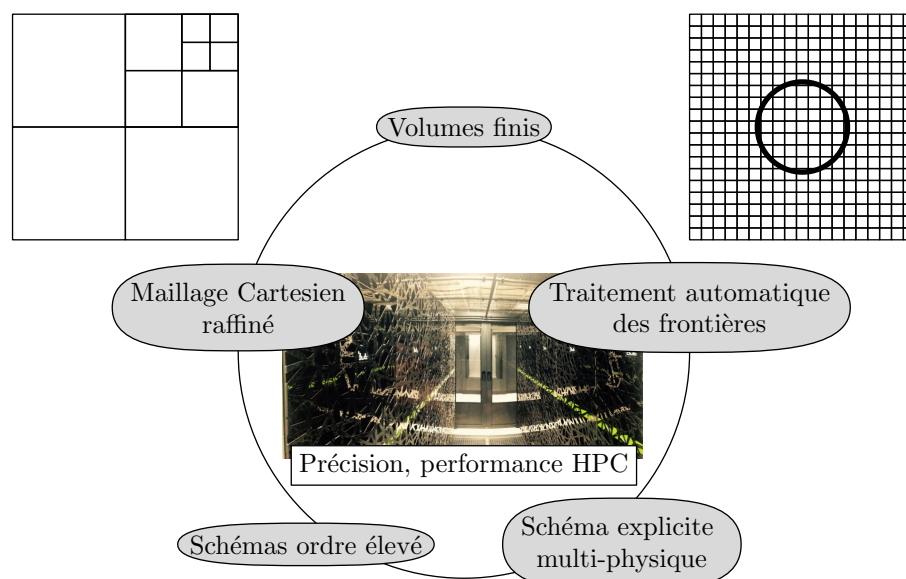 Volumes finis
Maillage Cartesien
raffiné
Traitement automatique
des frontières
Précision, performance HPC
Schémas ordre élevé
Schéma explicite
multi-physique